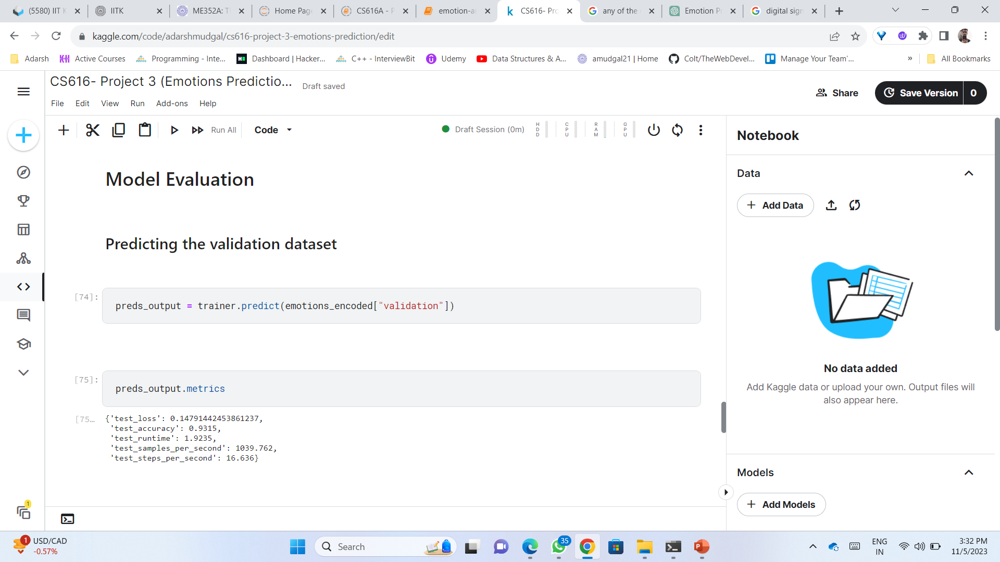 (5580) IIT K
IITK
ME352A: T
Home Page
CS616A - P
emotion-a
CS616- Pro
any of the
Emotion Pr
digital sign
kaggle.com/code/adarshmudgal/cs616-project-3-emotions-prediction/edit
Adarsh
Active Courses
Programming - Inte...
Dashboard | Hacker...
C++ - InterviewBit
Udemy
Data Structures & A...
amudgal21 | Home
Colt/TheWebDevel...
Manage Your Team'...
»
All Bookmarks
CS616- Project 3 (Emotions Predictio...
Draft saved
File Edit View Run Add-ons Help
Share
Save Version 0
Run All
Code
Draft Session (0m)
HDD
CPU
RAM
GPU
Model Evaluation
Predicting the validation dataset
[74]:
preds_output = trainer.predict(emotions_encoded["validation"])
[75]:
preds_output.metrics
[75…
{'test_loss': 0.14791442453861237,
'test_accuracy': 0.9315,
'test_runtime': 1.9235,
'test_samples_per_second': 1039.762,
'test_steps_per_second': 16.636}
Notebook
Data
+ Add Data
No data added
Add Kaggle data or upload your own. Output files will
also appear here.
Models
+ Add Models
1
1
USD/CAD
-0.57%
Search
35
ENG
IN
3:32 PM
11/5/2023